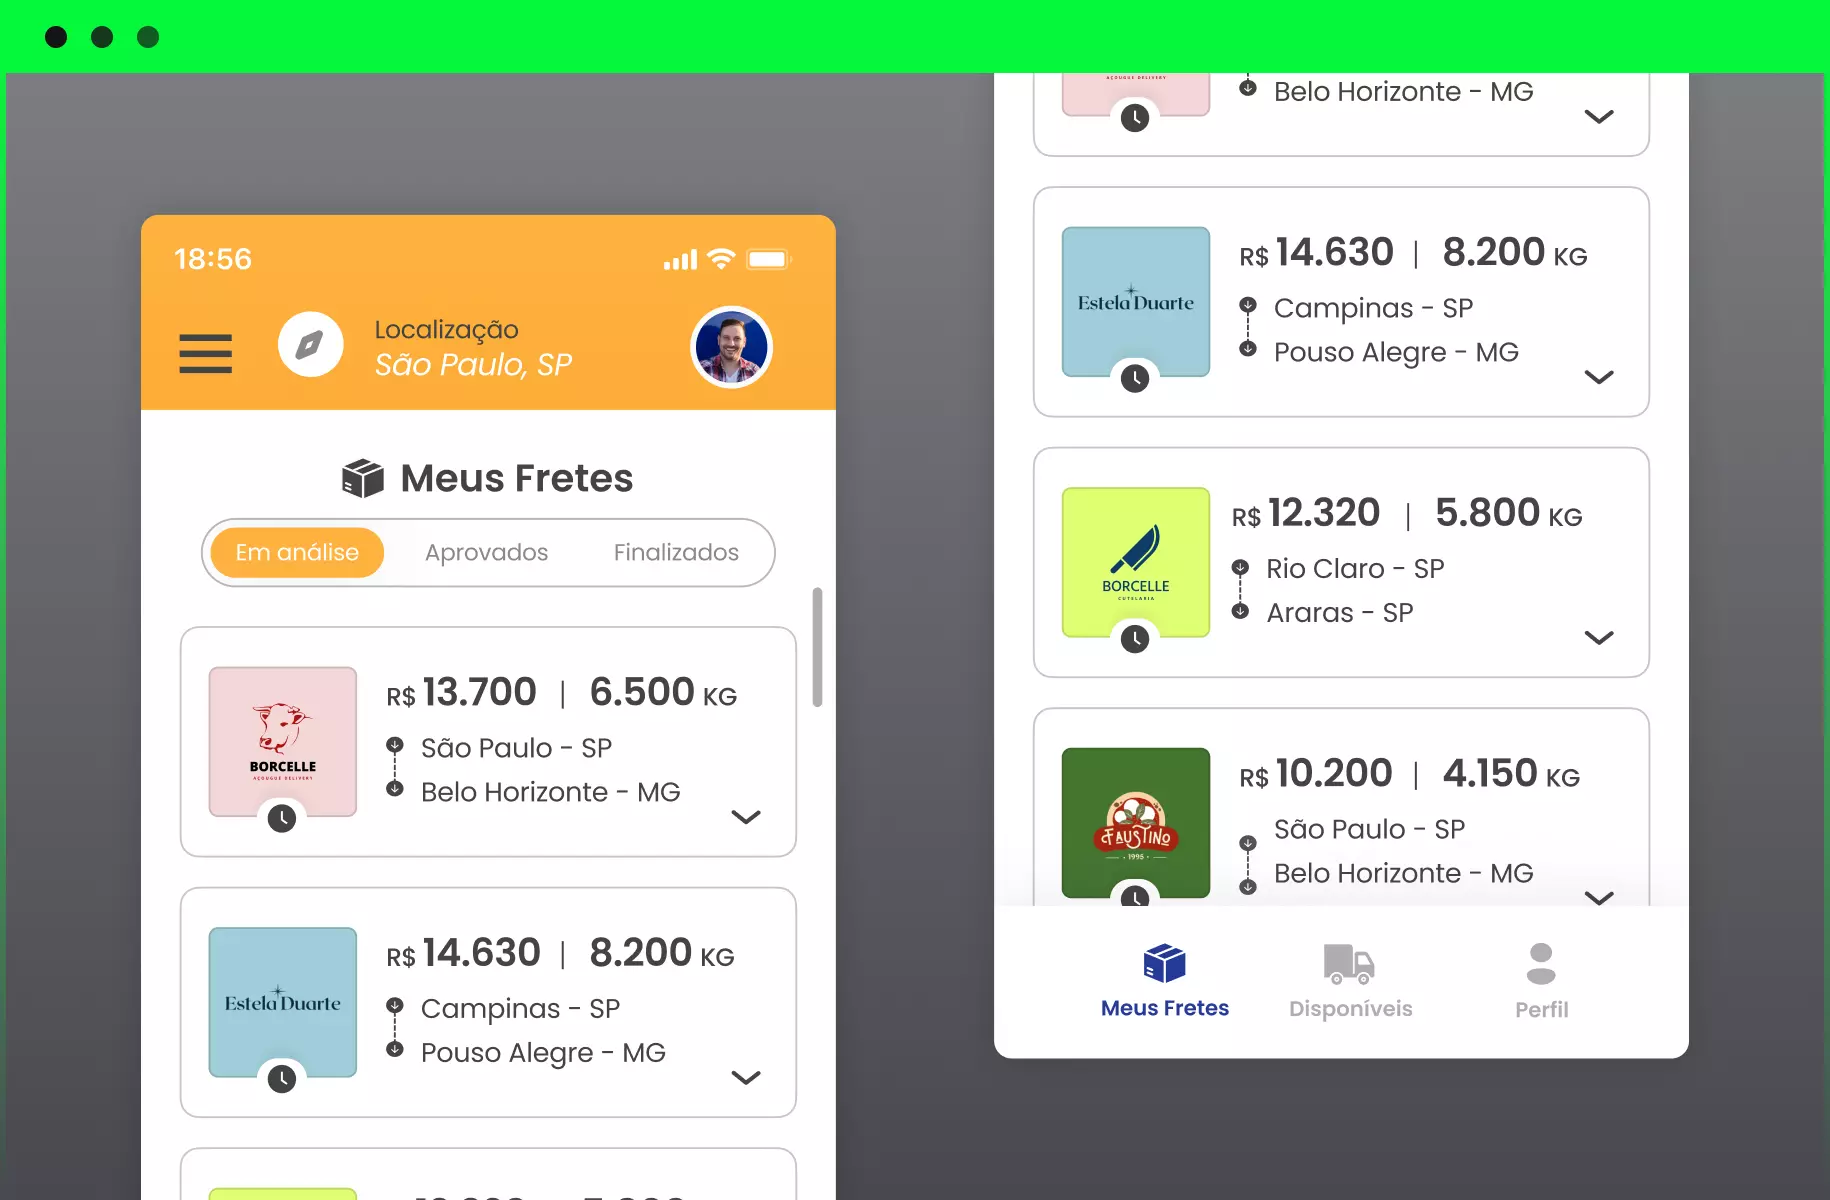 18:56
Localização
São Paulo, SP
Meus Fretes
Em análise
Aprovados
Finalizados
BORCELLE
AÇOUGUE DELIVERY
R$ 13.700 | 6.500 KG
São Paulo - SP
Belo Horizonte - MG
Estela Duarte
R$ 14.630 | 8.200 KG
Campinas - SP
Pouso Alegre - MG
AÇOUGUE DELIVERY
Belo Horizonte - MG
Estela Duarte
R$ 14.630 | 8.200 KG
Campinas - SP
Pouso Alegre - MG
BORCELLE
CUTELARIA
R$ 12.320 | 5.800 KG
Rio Claro - SP
Araras - SP
FAUSTINO
1996
R$ 10.200 | 4.150 KG
São Paulo - SP
Belo Horizonte - MG
Meus Fretes
Disponíveis
Perfil